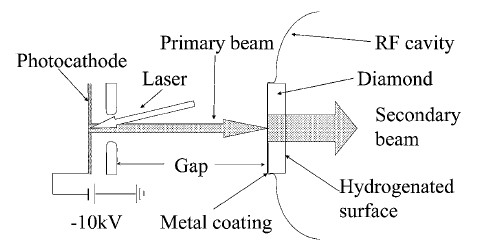 Primary beam
RF cavity
Photocathode
Laser
Diamond
Secondary
beam
Gap
Hydrogenated
surface
-10kV
Metal coating